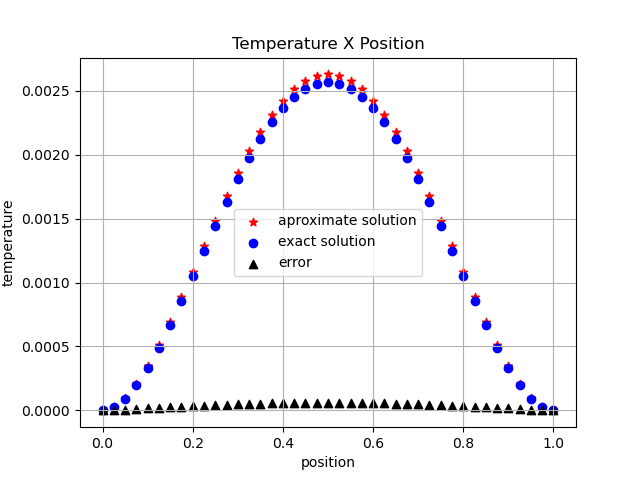 Temperature X Position
temperature
0.0025
0.0020
0.0015
0.0010
0.0005
0.0000
aproximate solution
exact solution
error
0.0 0.2 0.4 0.6 0.8 1.0
position